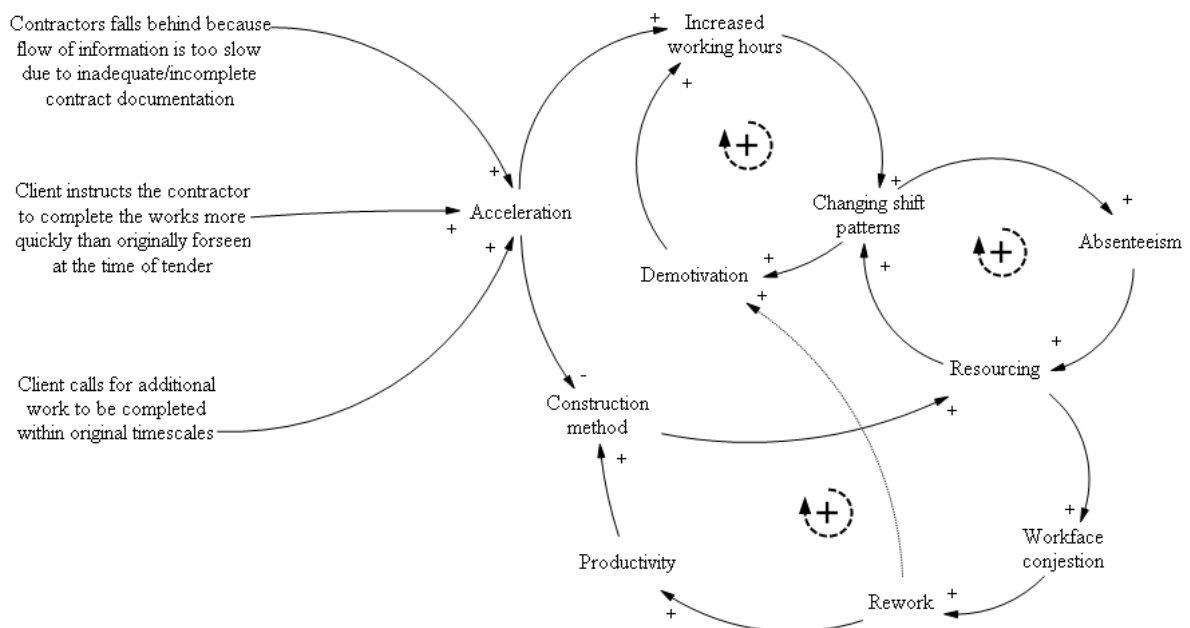 Contractors falls behind because
flow of information is too slow
due to inadequate/incomplete
contract documentation
Client instructs the contractor
to complete the works more
quickly than originally forseen
at the time of tender
Client calls for additional
work to be completed
within original timescales
+
+
+
Acceleration
+
Increased
working hours
+
+
+
Changing shift
patterns
+
+
Demotivation
+
+
Absenteeism
+
+
Resourcing
+
-
Construction
method
+
+
Productivity
+
Rework
+
+
Workface
conjestion